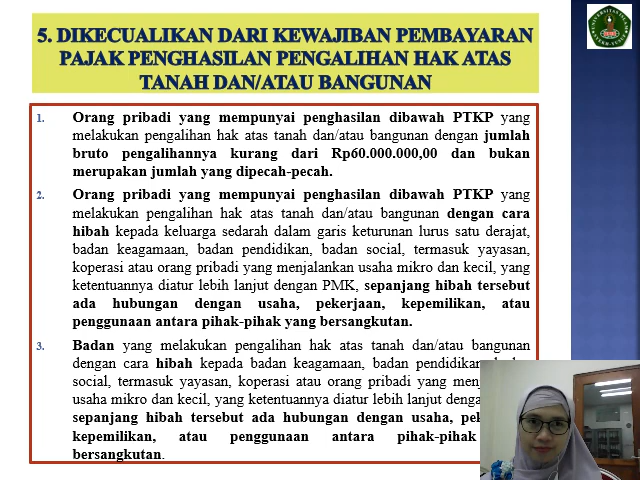 5. DIKECUALIKAN DARI KEWAJIBAN PEMBAYARAN
PAJAK PENGHASILAN PENGALIHAN HAK ATAS
TANAH DAN/ATAU BANGUNAN
1. Orang pribadi yang mempunyai penghasilan dibawah PTKP yang
melakukan pengalihan hak atas tanah dan/atau bangunan dengan jumlah
bruto pengalihannya kurang dari Rp60.000.000,00 dan bukan
merupakan jumlah yang dipecah-pecah.
2. Orang pribadi yang mempunyai penghasilan dibawah PTKP yang
melakukan pengalihan hak atas tanah dan/atau bangunan dengan cara
hibah kepada keluarga sedarah dalam garis keturunan lurus satu derajat,
badan keagamaan, badan pendidikan, badan social, termasuk yayasan,
koperasi atau orang pribadi yang menjalankan usaha mikro dan kecil, yang
ketentuannya diatur lebih lanjut dengan PMK, sepanjang hibah tersebut
ada hubungan dengan usaha, pekerjaan, kepemilikan, atau
penggunaan antara pihak-pihak yang bersangkutan.
3. Badan yang melakukan pengalihan hak atas tanah dan/atau bangunan
dengan cara hibah kepada badan keagamaan, badan pendidikan,
social, termasuk yayasan, koperasi atau orang pribadi yang
usaha mikro dan kecil, yang ketentuannya diatur lebih lanjut
sepanjang hibah tersebut ada hubungan dengan usaha,
kepemilikan, atau penggunaan antara pihak-pihak
bersangkutan.